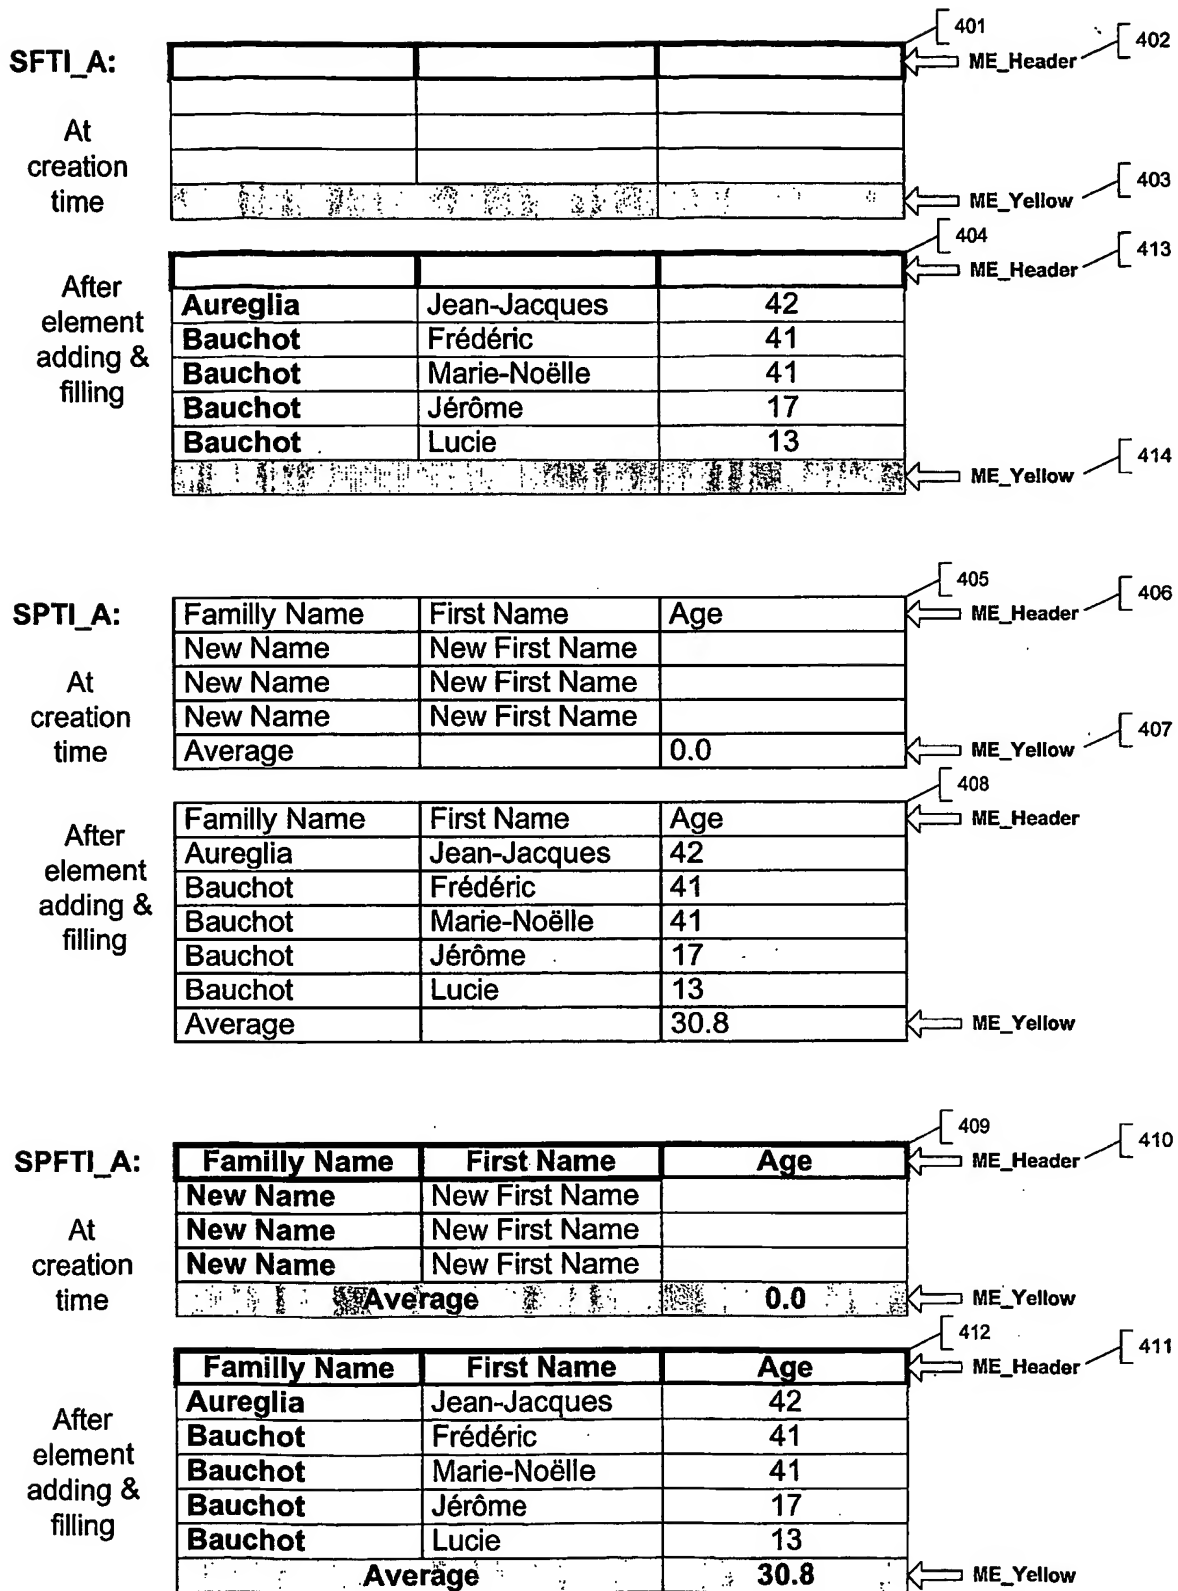 401
SFTI_A:
ME_Header
402
At
creation
time
403
ME_Yellow
404
ME_Header
413
After
element
adding &
filling
Aureglia Jean-Jacques 42
Bauchot Frédéric 41
Bauchot Marie-Noëlle 41
Bauchot Jérôme 17
Bauchot Lucie 13
ME_Yellow
414
405
SPTI_A:
Familly Name First Name Age
ME_Header
406
New Name New First Name
New Name New First Name
New Name New First Name
At
creation
time
Average 0.0
ME_Yellow
407
408
Familly Name First Name Age
ME_Header
After
element
adding &
filling
Aureglia Jean-Jacques 42
Bauchot Frédéric 41
Bauchot Marie-Noëlle 41
Bauchot Jérôme 17
Bauchot Lucie 13
Average 30.8
ME_Yellow
409
SPFTI_A:
Familly Name First Name Age
ME_Header
410
New Name New First Name
New Name New First Name
New Name New First Name
At
creation
time
Average 0.0
ME_Yellow
412
Familly Name First Name Age
ME_Header
411
After
element
adding &
filling
Aureglia Jean-Jacques 42
Bauchot Frédéric 41
Bauchot Marie-Noëlle 41
Bauchot Jérôme 17
Bauchot Lucie 13
Average 30.8
ME_Yellow